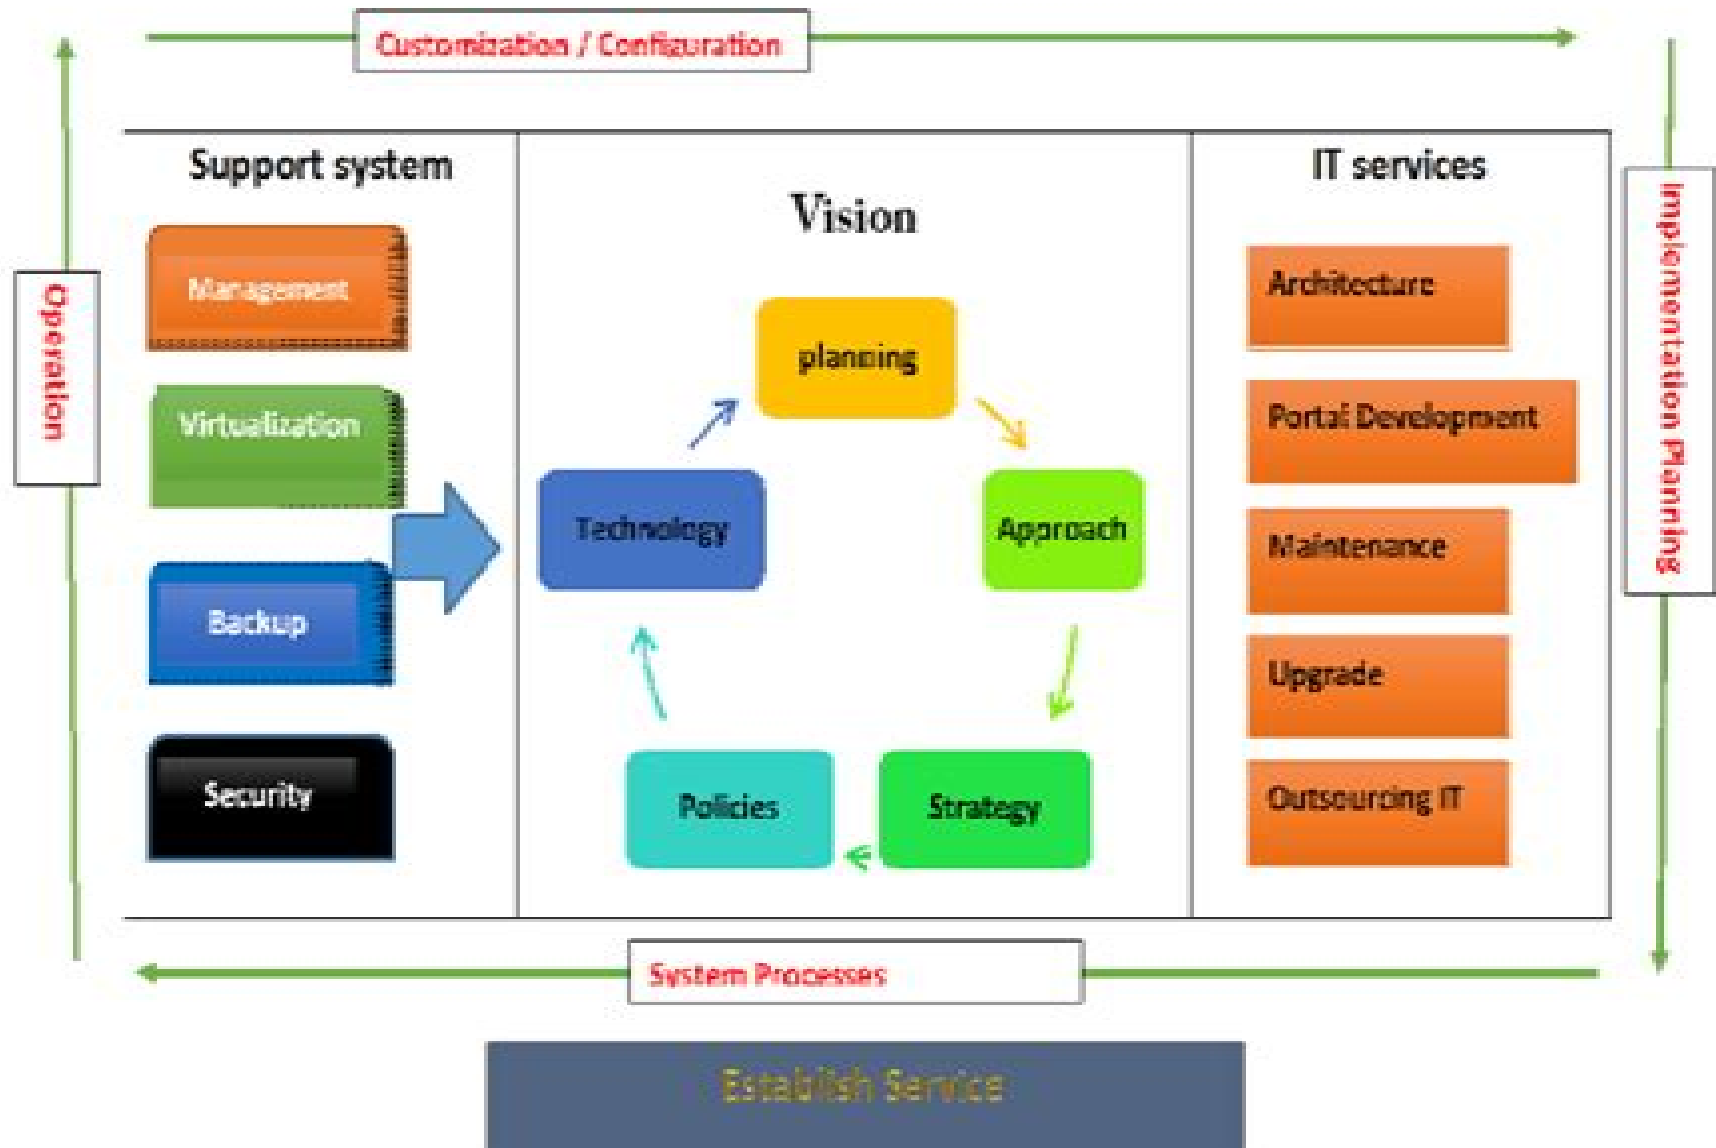 Customization / Configuration
Operation
Support system
Management
Virtualization
Backup
Security
Vision
planning
Approach
Strategy
Policies
Technology
IT services
Architecture
Portal Development
Maintenance
Upgrade
Outsourcing IT
Implementation Planning
System Processes
Establish Service